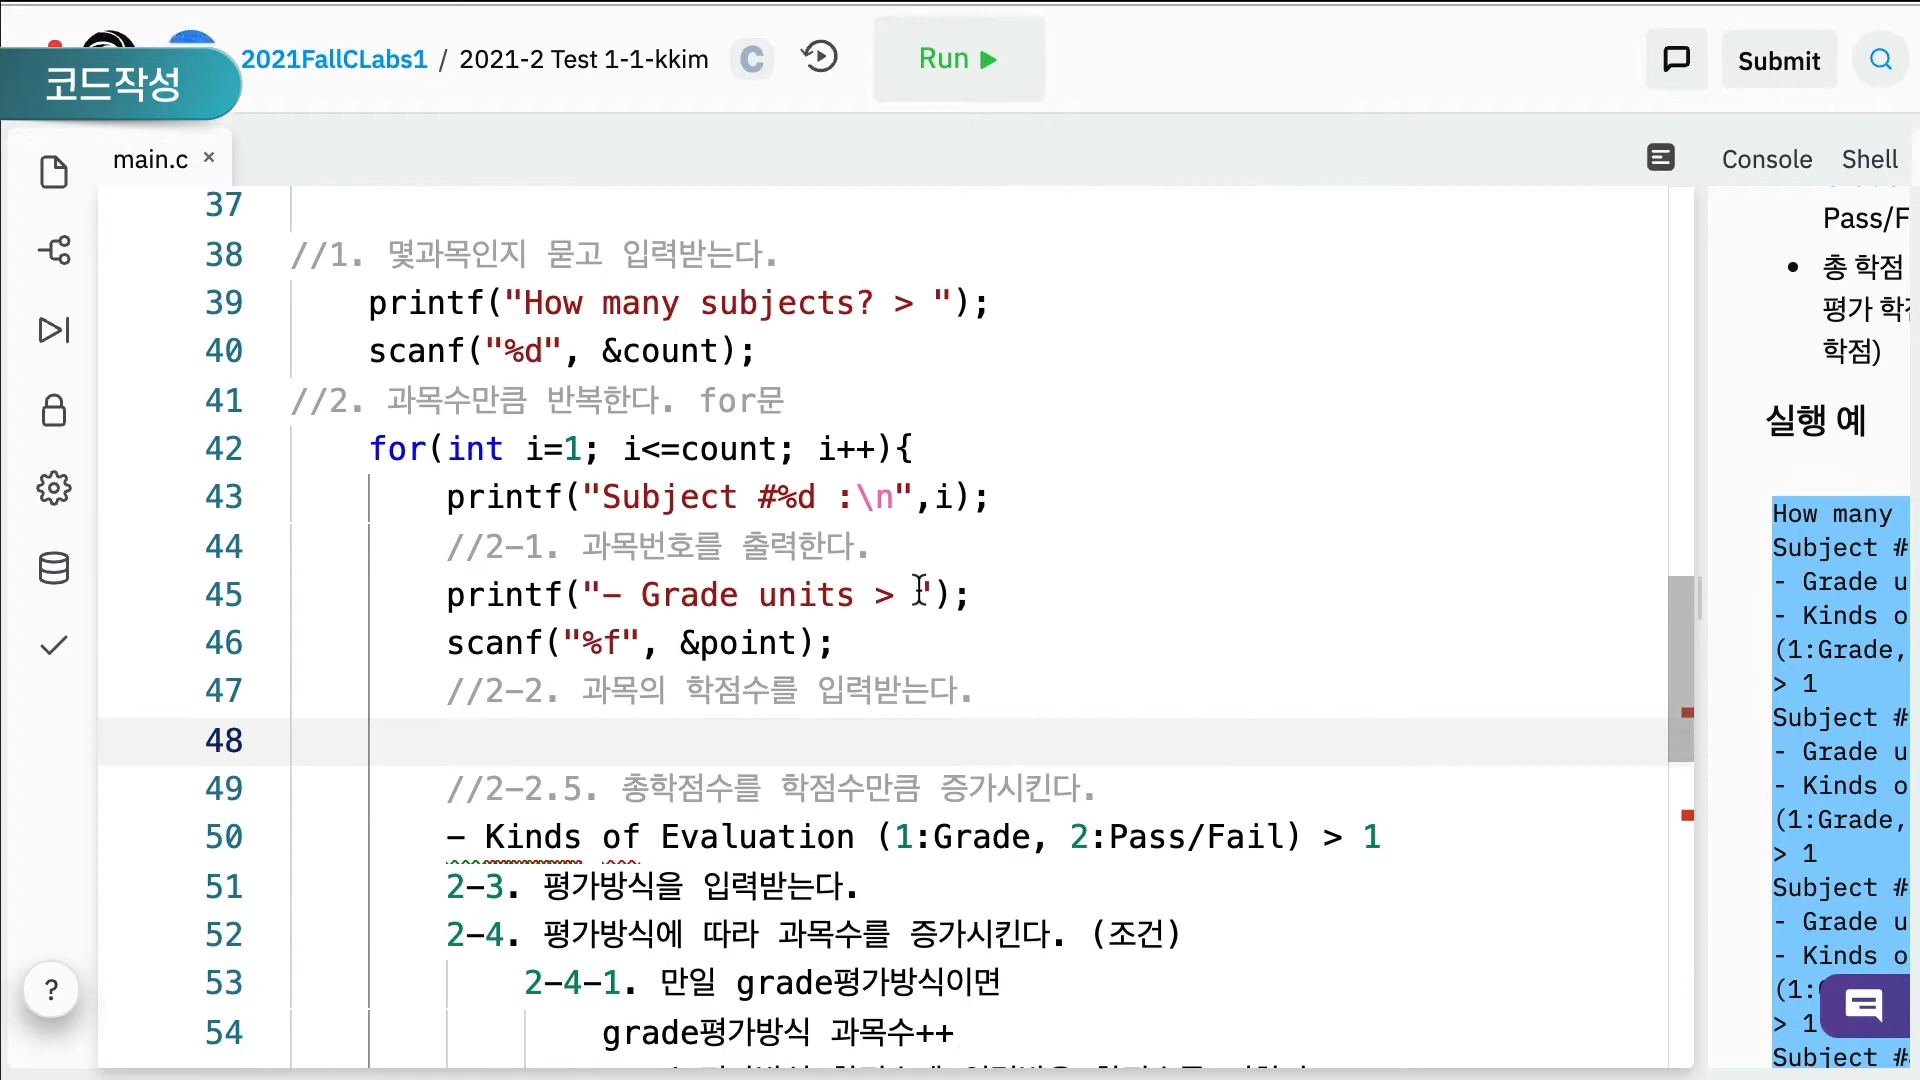 2021FallCLabs1 / 2021-2 Test 1-1-kkim
C
Run
Submit
코드작성
main.c ×
Console
Shell
37
38 //1. 몇과목인지 묻고 입력받는다.
39 printf("How many subjects? > ");
40 scanf("%d", &count);
41 //2. 과목수만큼 반복한다. for문
42 for(int i=1; i<=count; i++){
43 printf("Subject #%d :\n",i);
44 //2-1. 과목번호를 출력한다.
45 printf("- Grade units > ");
46 scanf("%f", &point);
47 //2-2. 과목의 학점수를 입력받는다.
48
49 //2-2.5. 총학점수를 학점수만큼 증가시킨다.
50 - Kinds of Evaluation (1:Grade, 2:Pass/Fail) > 1
51 2-3. 평가방식을 입력받는다.
52 2-4. 평가방식에 따라 과목수를 증가시킨다. (조건)
53 2-4-1. 만일 grade평가방식이면
54 grade평가방식 과목수++
?
Pass/F
• 총 학점
평가 학
학점)
실행 예
How many
Subject #
- Grade u
- Kinds o
(1:Grade,
> 1
Subject #
- Grade u
- Kinds o
(1:Grade,
> 1
Subject #
- Grade u
- Kinds o
(1:
> 1
Subject #